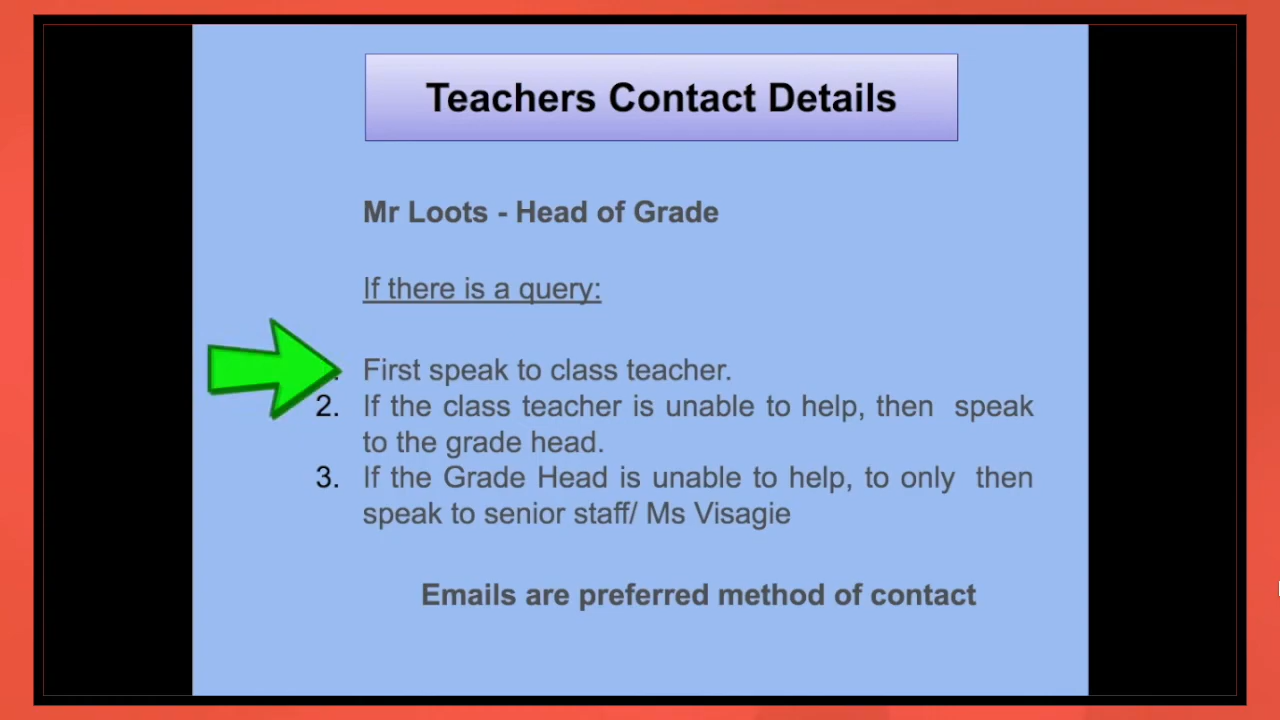 Teachers Contact Details
Mr Loots - Head of Grade
If there is a query:
First speak to class teacher.
2. If the class teacher is unable to help, then speak
to the grade head.
3. If the Grade Head is unable to help, to only then
speak to senior staff/ Ms Visagie
Emails are preferred method of contact